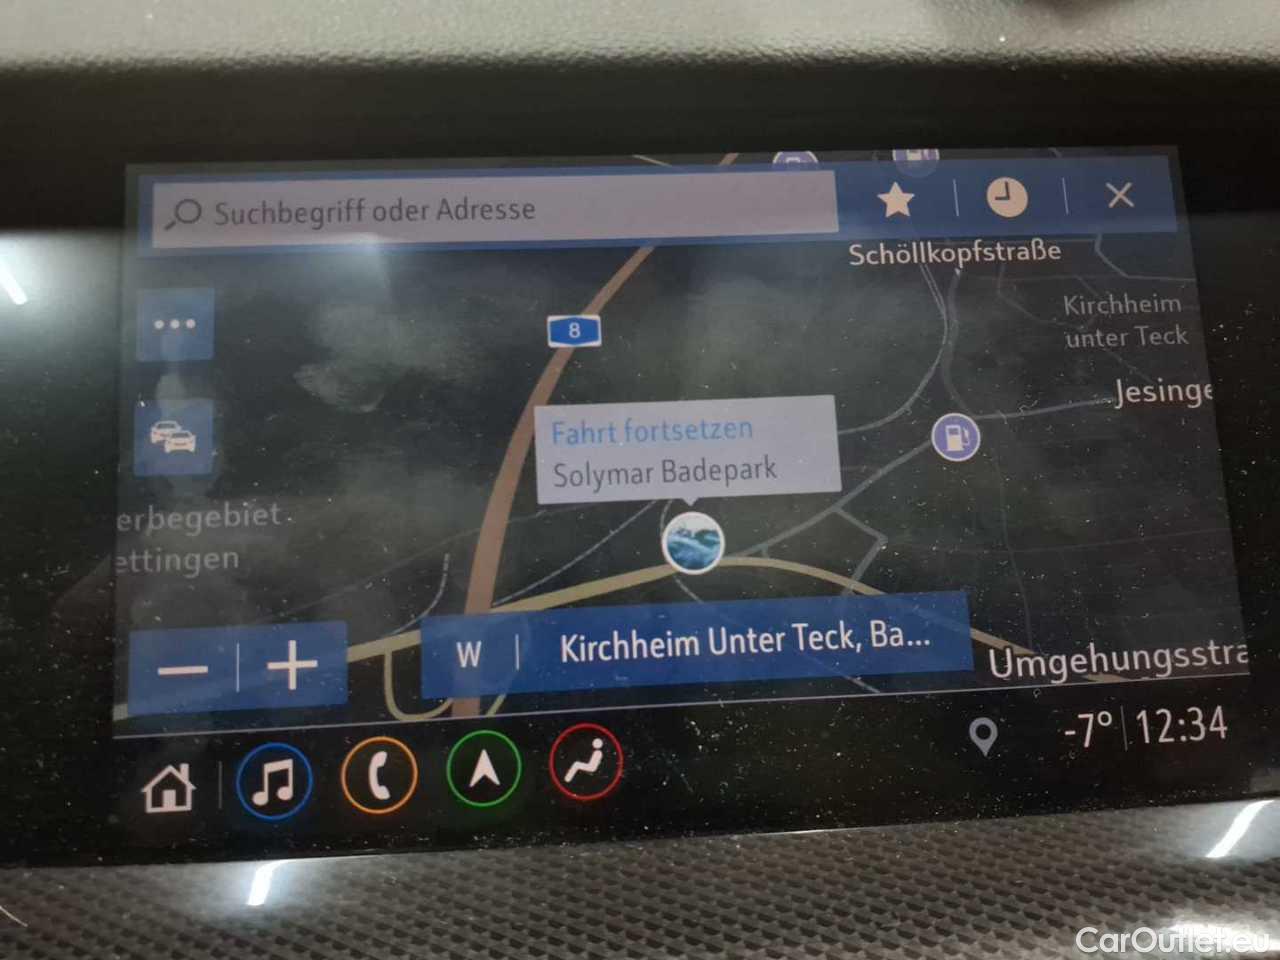 Suchbegriff oder Adresse
Schöllkopfstraße
Kirchheim
unter Teck
8
Jesinge
Fahrt fortsetzen
Solymar Badepark
erbegebiet
ettingen
W
Kirchheim Unter Teck, Ba...
Umgehungsstra
-7° 12:34
CarOutlet.eu